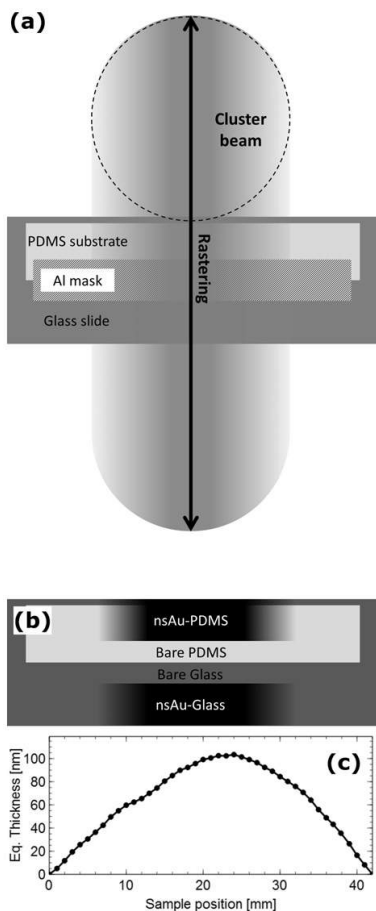 (a)
Cluster
beam
Rastering
PDMS substrate
Al mask
Glass slide
(b)
nsAu-PDMS
Bare PDMS
Bare Glass
nsAu-Glass
(c)
Eq. Thickness [nm]
100
80
60
40
20
0
0 10 20 30 40
Sample position [mm]